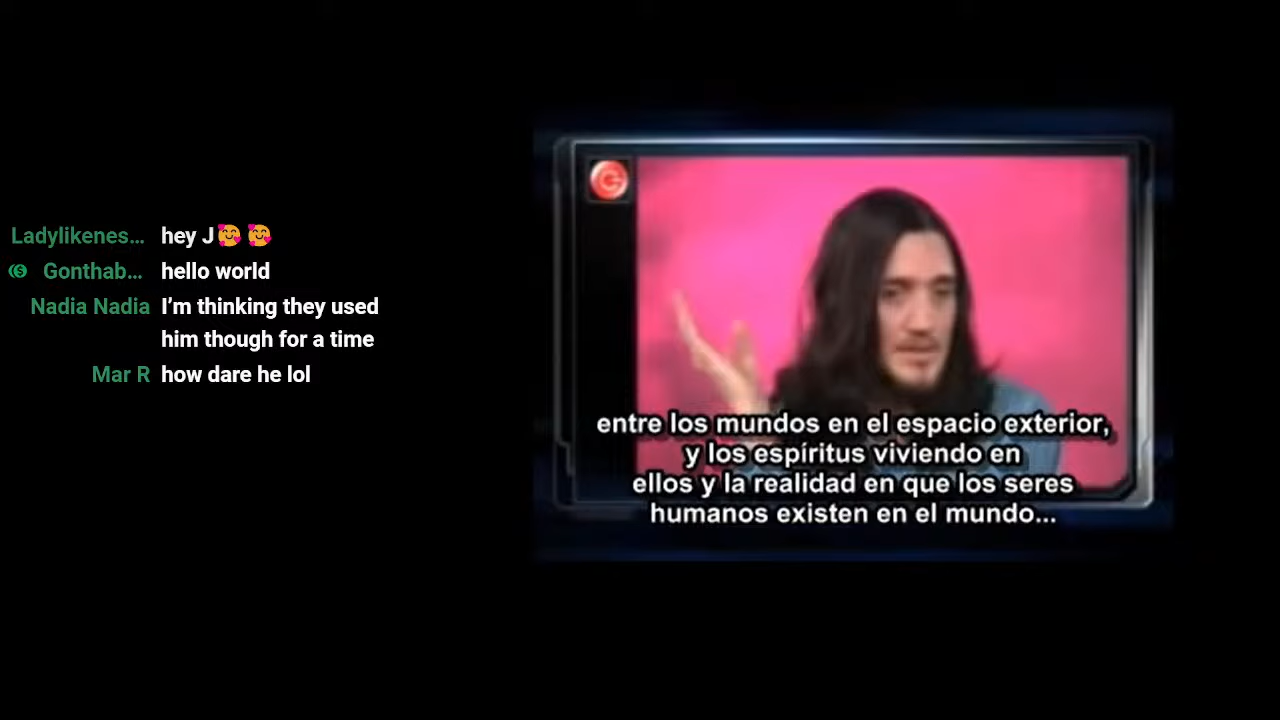 Ladylikenes... hey J🥰 🥰
Gonthab... hello world
Nadia Nadia I’m thinking they used
him though for a time
Mar R how dare he lol
entre los mundos en el espacio exterior,
y los espíritus viviendo en
ellos y la realidad en que los seres
humanos existen en el mundo...